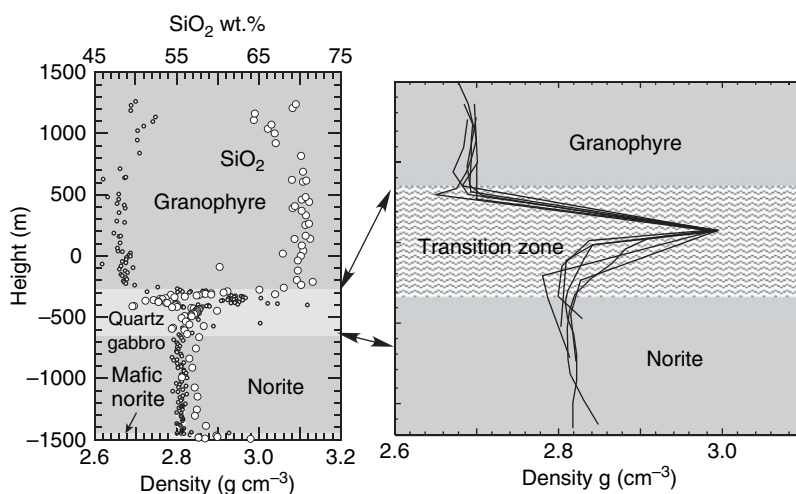 SiO2 wt.%
45 55 65 75
1500
1000
500
0
−500
−1000
−1500
Height (m)
SiO2
Granophyre
Quartz
gabbro
Mafic
norite
Norite
2.6 2.8 3.0 3.2
Density (g cm−3)
Granophyre
Transition zone
Norite
2.6 2.8 3.0
Density g (cm−3)